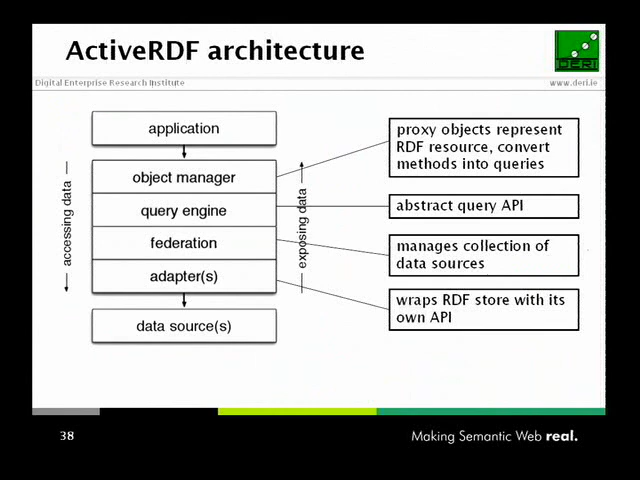 ActiveRDF architecture
DERI
Digital Enterprise Research Institute
www.deri.ie
application
object manager
query engine
federation
adapter(s)
data source(s)
accessing data
exposing data
proxy objects represent
RDF resource, convert
methods into queries
abstract query API
manages collection of
data sources
wraps RDF store with its
own API
38
Making Semantic Web real.